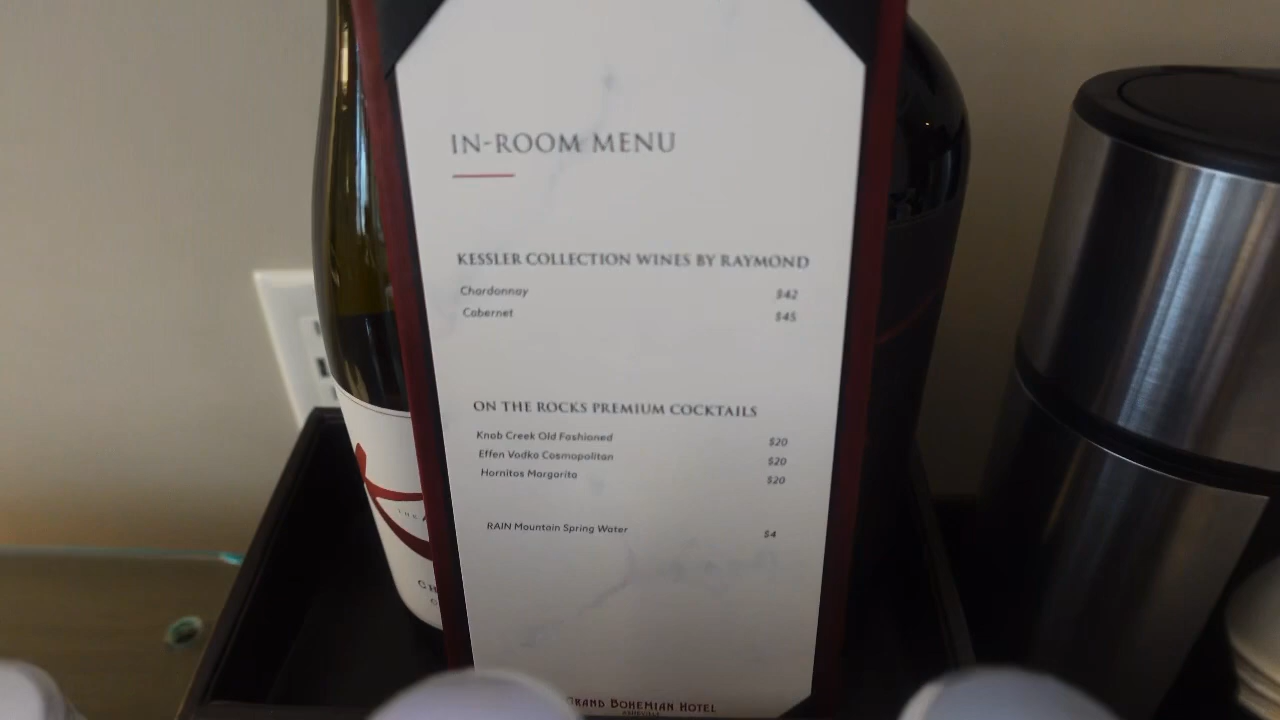 IN-ROOM MENU
KESSLER COLLECTION WINES BY RAYMOND
Chardonnay $42
Cabernet $45
ON THE ROCKS PREMIUM COCKTAILS
Knob Creek Old Fashioned $20
Effen Vodka Cosmopolitan $20
Hornitos Margarita $20
RAIN Mountain Spring Water $4
GRAND BOHEMIAN HOTEL